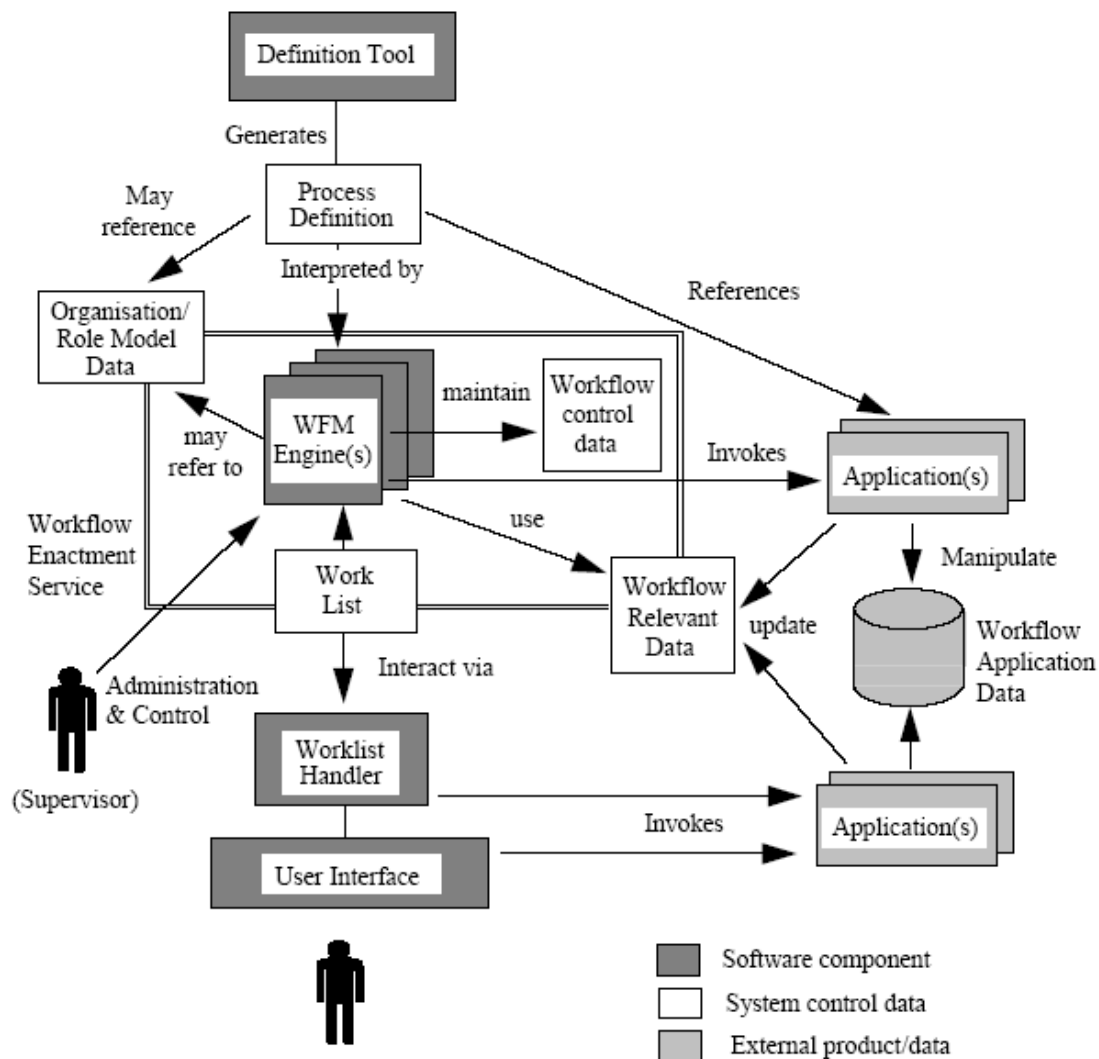 Definition Tool
Generates
Process
Definition
May
reference
Interpreted by
References
Organisation/
Role Model
Data
WFM
Engine(s)
maintain
Workflow
control
data
may
refer to
Invokes
Application(s)
use
Workflow
Enactment
Service
Work
List
Workflow
Relevant
Data
Manipulate
update
Workflow
Application
Data
Interact via
Administration
& Control
(Supervisor)
Worklist
Handler
Invokes
Application(s)
User Interface
Software component
System control data
External product/data